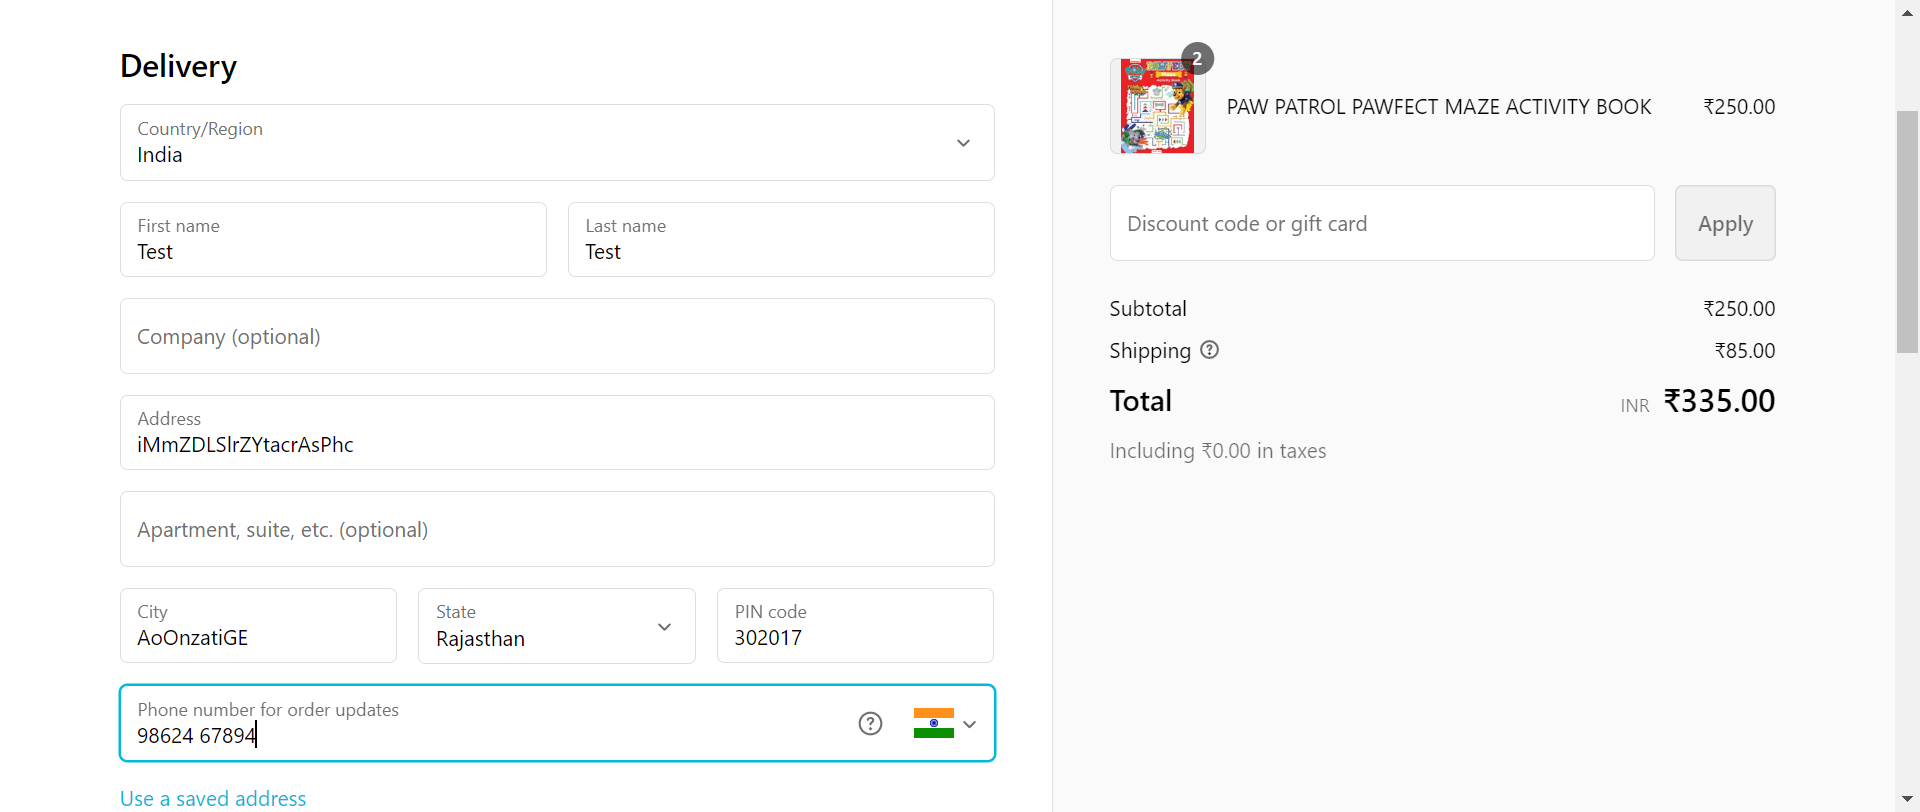 Delivery
Country/Region
India
First name
Test
Last name
Test
Company (optional)
Address
iMmZDLSlrZYtacrAsPhc
Apartment, suite, etc. (optional)
City
AoOnzatiGE
State
Rajasthan
PIN code
302017
Phone number for order updates
98624 67894
Use a saved address
2
PAW PATROL PAWFECT MAZE ACTIVITY BOOK ₹250.00
Discount code or gift card
Apply
Subtotal ₹250.00
Shipping ₹85.00
Total INR ₹335.00
Including ₹0.00 in taxes